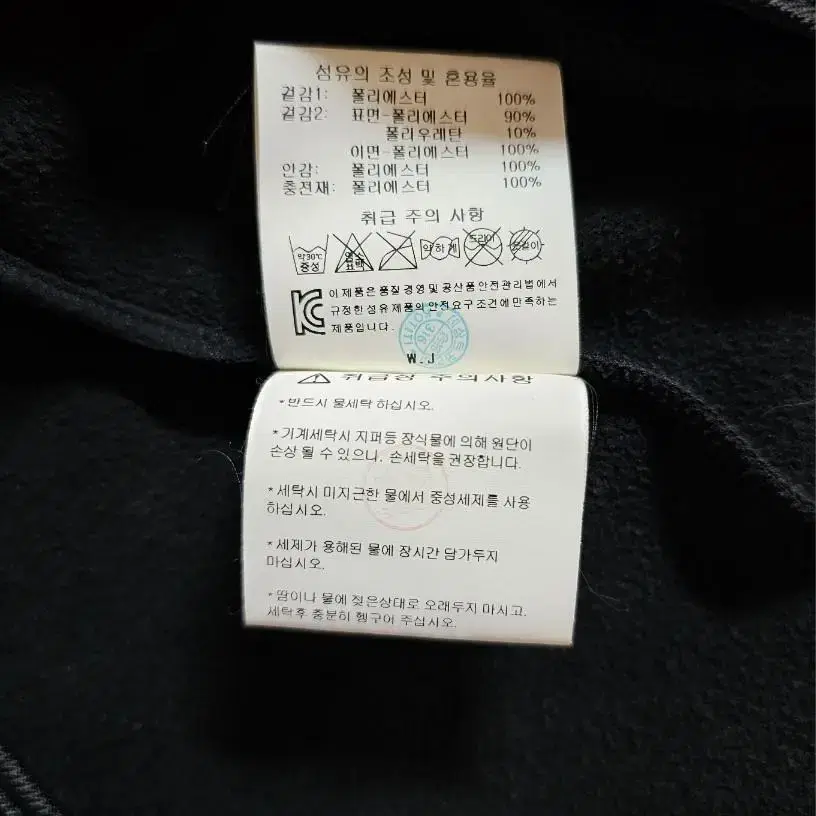 섬유의 조성 및 혼용율
겉감1: 폴리에스터 100%
겉감2: 표면-폴리에스터 90%
폴리우레탄 10%
이면-폴리에스터 100%
안감: 폴리에스터 100%
충전재: 폴리에스터 100%
취급 주의 사항
약30℃ 중성 염소 표백 약하게 드라이 옷걸이
이 제품은 품질경영 및 공산품안전관리법에서
규정한 섬유제품의 안전요구 조건에 만족하는
제품입니다.
W.J
취급상 주의사항
*반드시 물세탁 하십시오.
*기계세탁시 지퍼등 장식물에 의해 원단이
손상 될 수 있으니, 손세탁을 권장합니다.
*세탁시 미지근한 물에서 중성세제를 사용
하십시오.
*세제가 용해된 물에 장시간 담가두지
마십시오.
*땀이나 물에 젖은상태로 오래두지 마시고,
세탁후 충분히 헹구어 주십시오.